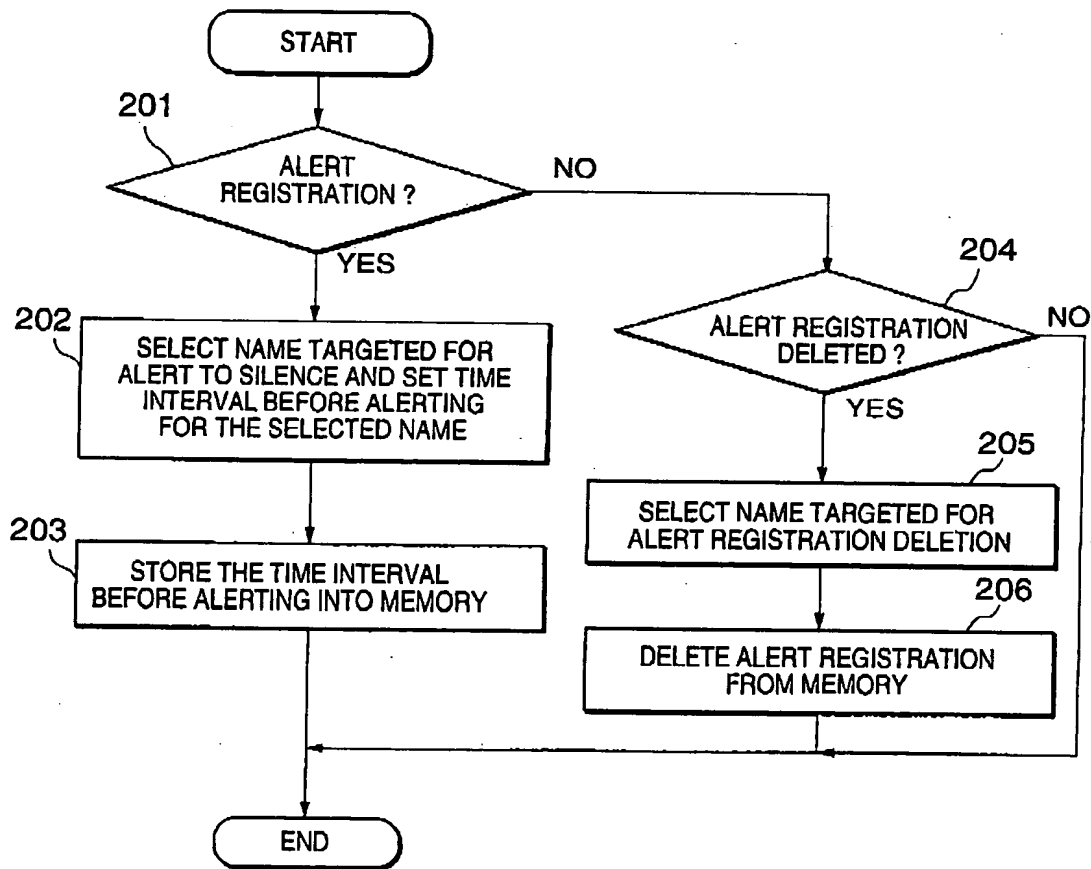 START
201
ALERT
REGISTRATION ?
NO
YES
202
SELECT NAME TARGETED FOR
ALERT TO SILENCE AND SET TIME
INTERVAL BEFORE ALERTING
FOR THE SELECTED NAME
203
STORE THE TIME INTERVAL
BEFORE ALERTING INTO MEMORY
204
ALERT REGISTRATION
DELETED ?
NO
YES
205
SELECT NAME TARGETED FOR
ALERT REGISTRATION DELETION
206
DELETE ALERT REGISTRATION
FROM MEMORY
END